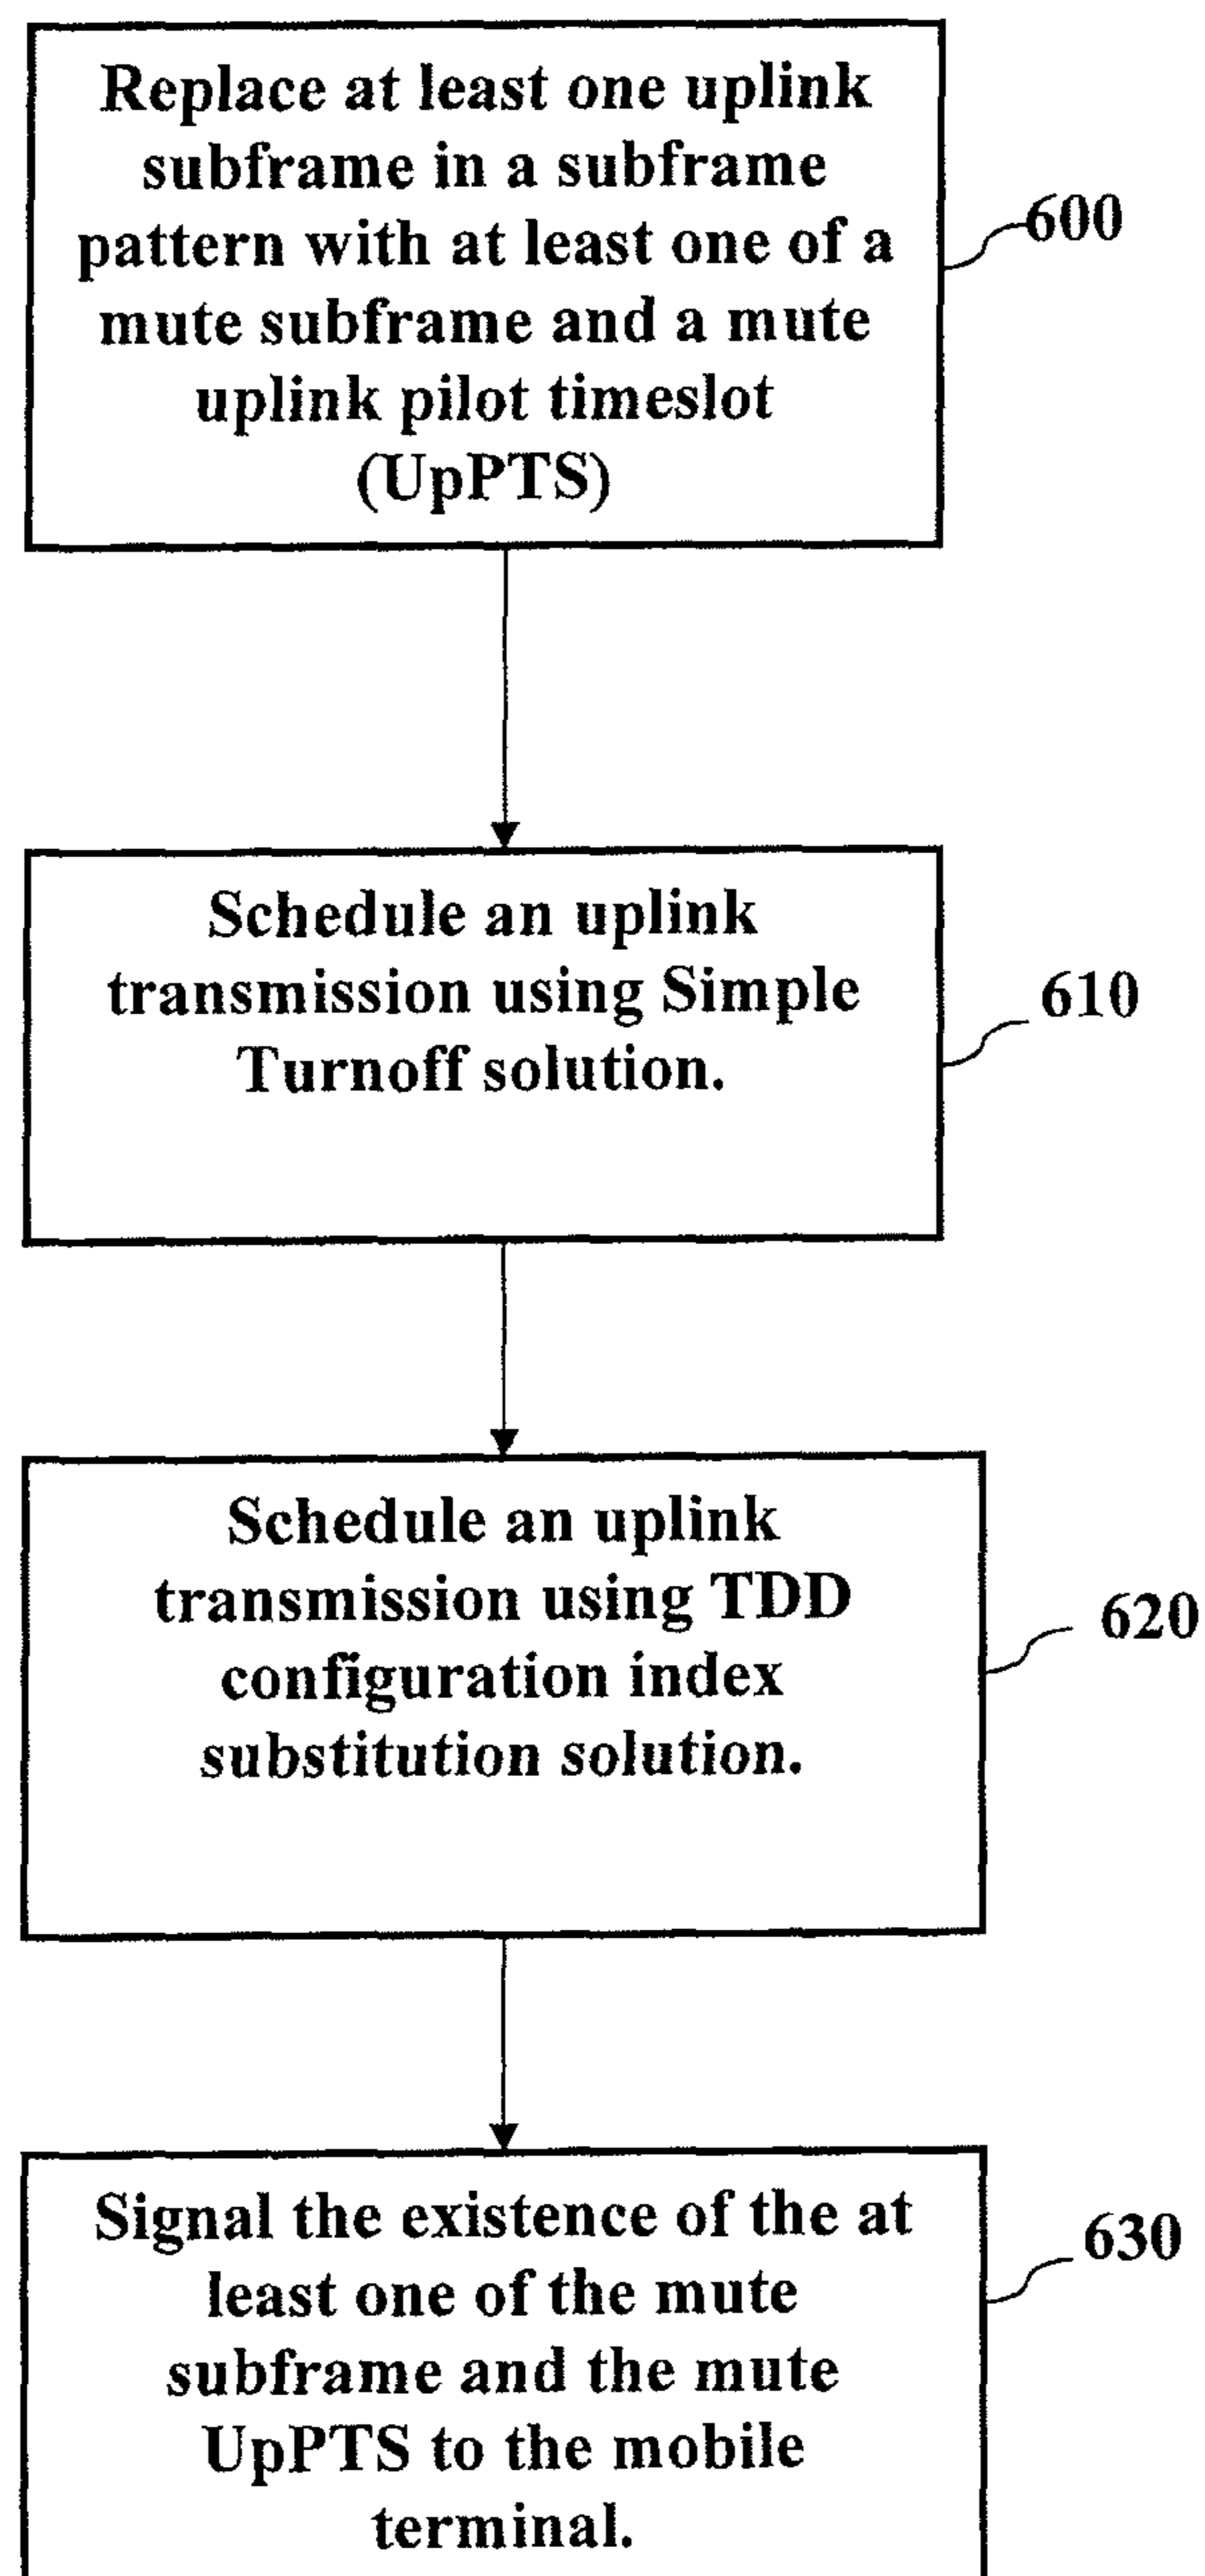 Replace at least one uplink
subframe in a subframe
pattern with at least one of a
mute subframe and a mute
uplink pilot timeslot
(UpPTS)
600
Schedule an uplink
transmission using Simple
Turnoff solution.
610
Schedule an uplink
transmission using TDD
configuration index
substitution solution.
620
Signal the existence of the at
least one of the mute
subframe and the mute
UpPTS to the mobile
terminal.
630